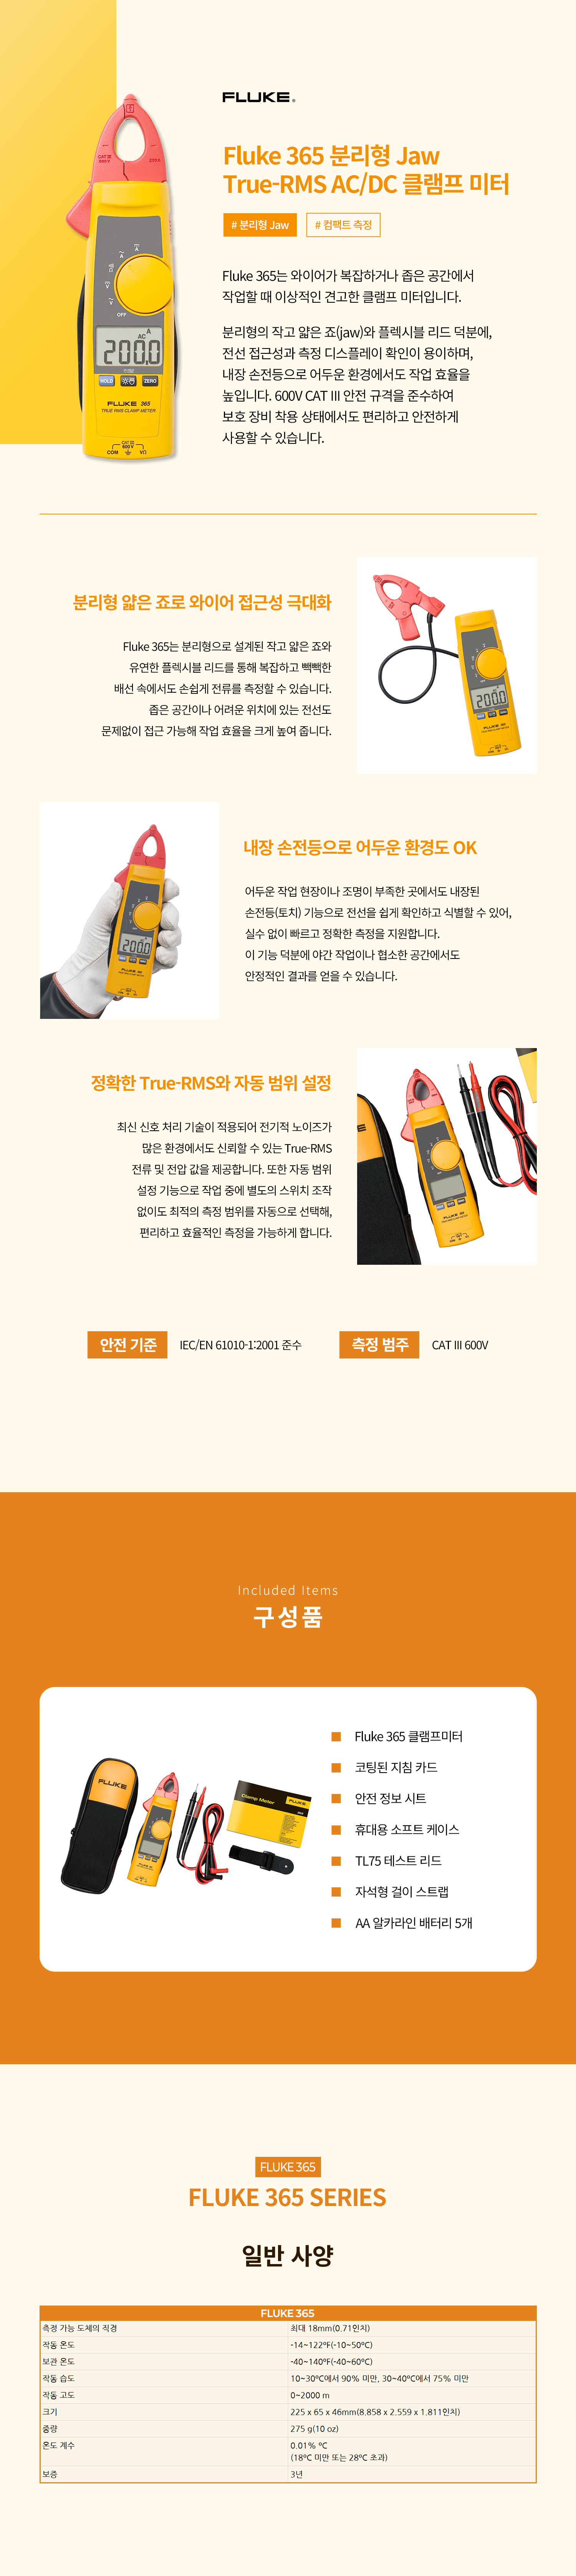 FLUKE®
Fluke 365 분리형 Jaw
True-RMS AC/DC 클램프 미터
# 분리형 Jaw
# 컴팩트 측정
Fluke 365는 와이어가 복잡하거나 좁은 공간에서
작업할 때 이상적인 견고한 클램프 미터입니다.
분리형의 작고 얇은 죠(jaw)와 플렉시블 리드 덕분에,
전선 접근성과 측정 디스플레이 확인이 용이하며,
내장 손전등으로 어두운 환경에서도 작업 효율을
높입니다. 600V CAT III 안전 규격을 준수하여
보호 장비 착용 상태에서도 편리하고 안전하게
사용할 수 있습니다.
CAT III
600V
OFF
AC A
200.0
HOLD
ZERO
FLUKE 365
TRUE RMS CLAMP METER
CAT III
600V
COM
VΩ
분리형 얇은 죠로 와이어 접근성 극대화
Fluke 365는 분리형으로 설계된 작고 얇은 죠와
유연한 플렉시블 리드를 통해 복잡하고 빽빽한
배선 속에서도 손쉽게 전류를 측정할 수 있습니다.
좁은 공간이나 어려운 위치에 있는 전선도
문제없이 접근 가능해 작업 효율을 크게 높여 줍니다.
200.0
내장 손전등으로 어두운 환경도 OK
어두운 작업 현장이나 조명이 부족한 곳에서도 내장된
손전등(토치) 기능으로 전선을 쉽게 확인하고 식별할 수 있어,
실수 없이 빠르고 정확한 측정을 지원합니다.
이 기능 덕분에 야간 작업이나 협소한 공간에서도
안정적인 결과를 얻을 수 있습니다.
200.0
정확한 True-RMS와 자동 범위 설정
최신 신호 처리 기술이 적용되어 전기적 노이즈가
많은 환경에서도 신뢰할 수 있는 True-RMS
전류 및 전압 값을 제공합니다. 또한 자동 범위
설정 기능으로 작업 중에 별도의 스위치 조작
없이도 최적의 측정 범위를 자동으로 선택해,
편리하고 효율적인 측정을 가능하게 합니다.
안전 기준
IEC/EN 61010-1:2001 준수
측정 범주
CAT III 600V
Included Items
구성품
FLUKE
Clamp Meter
FLUKE
Fluke 365 클램프미터
코팅된 지침 카드
안전 정보 시트
휴대용 소프트 케이스
TL75 테스트 리드
자석형 걸이 스트랩
AA 알카라인 배터리 5개
FLUKE 365
FLUKE 365 SERIES
일반 사양
FLUKE 365
측정 가능 도체의 직경 최대 18mm(0.71인치)
작동 온도 -14~122°F(-10~50°C)
보관 온도 -40~140°F(-40~60°C)
작동 습도 10~30°C에서 90% 미만, 30~40°C에서 75% 미만
작동 고도 0~2000 m
크기 225 x 65 x 46mm(8.858 x 2.559 x 1.811인치)
중량 275 g(10 oz)
온도 계수 0.01% °C
(18°C 미만 또는 28°C 초과)
보증 3년